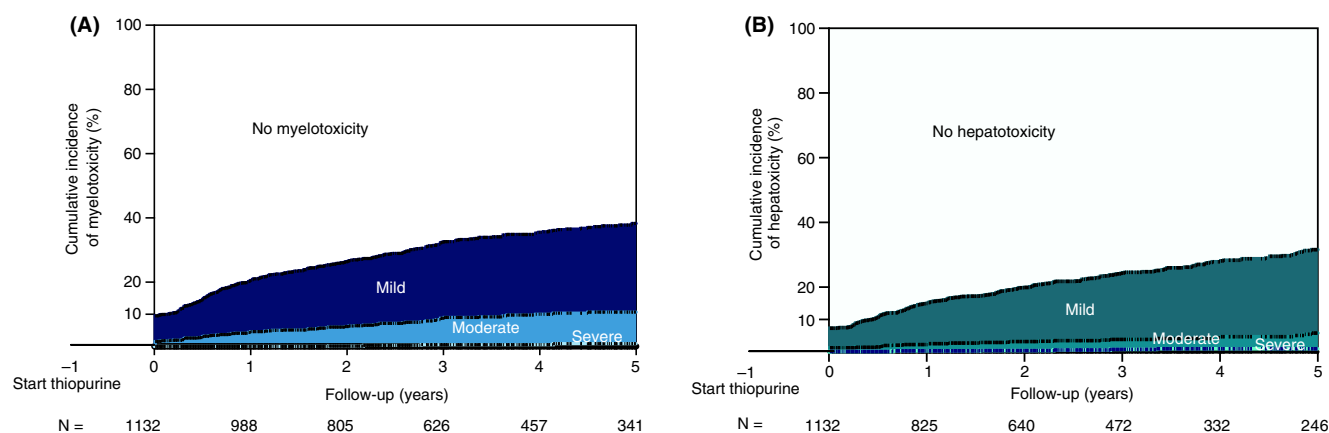 (A)
Cumulative incidence
of myelotoxicity (%)
100
80
60
40
20
10
No myelotoxicity
Mild
Moderate
Severe
–1 0 1 2 3 4 5
Start thiopurine
Follow-up (years)
N = 1132 988 805 626 457 341
(B)
Cumulative incidence
of hepatoxicity (%)
100
80
60
40
20
10
No hepatotoxicity
Mild
Moderate
Severe
–1 0 1 2 3 4 5
Start thiopurine
Follow-up (years)
N = 1132 825 640 472 332 246